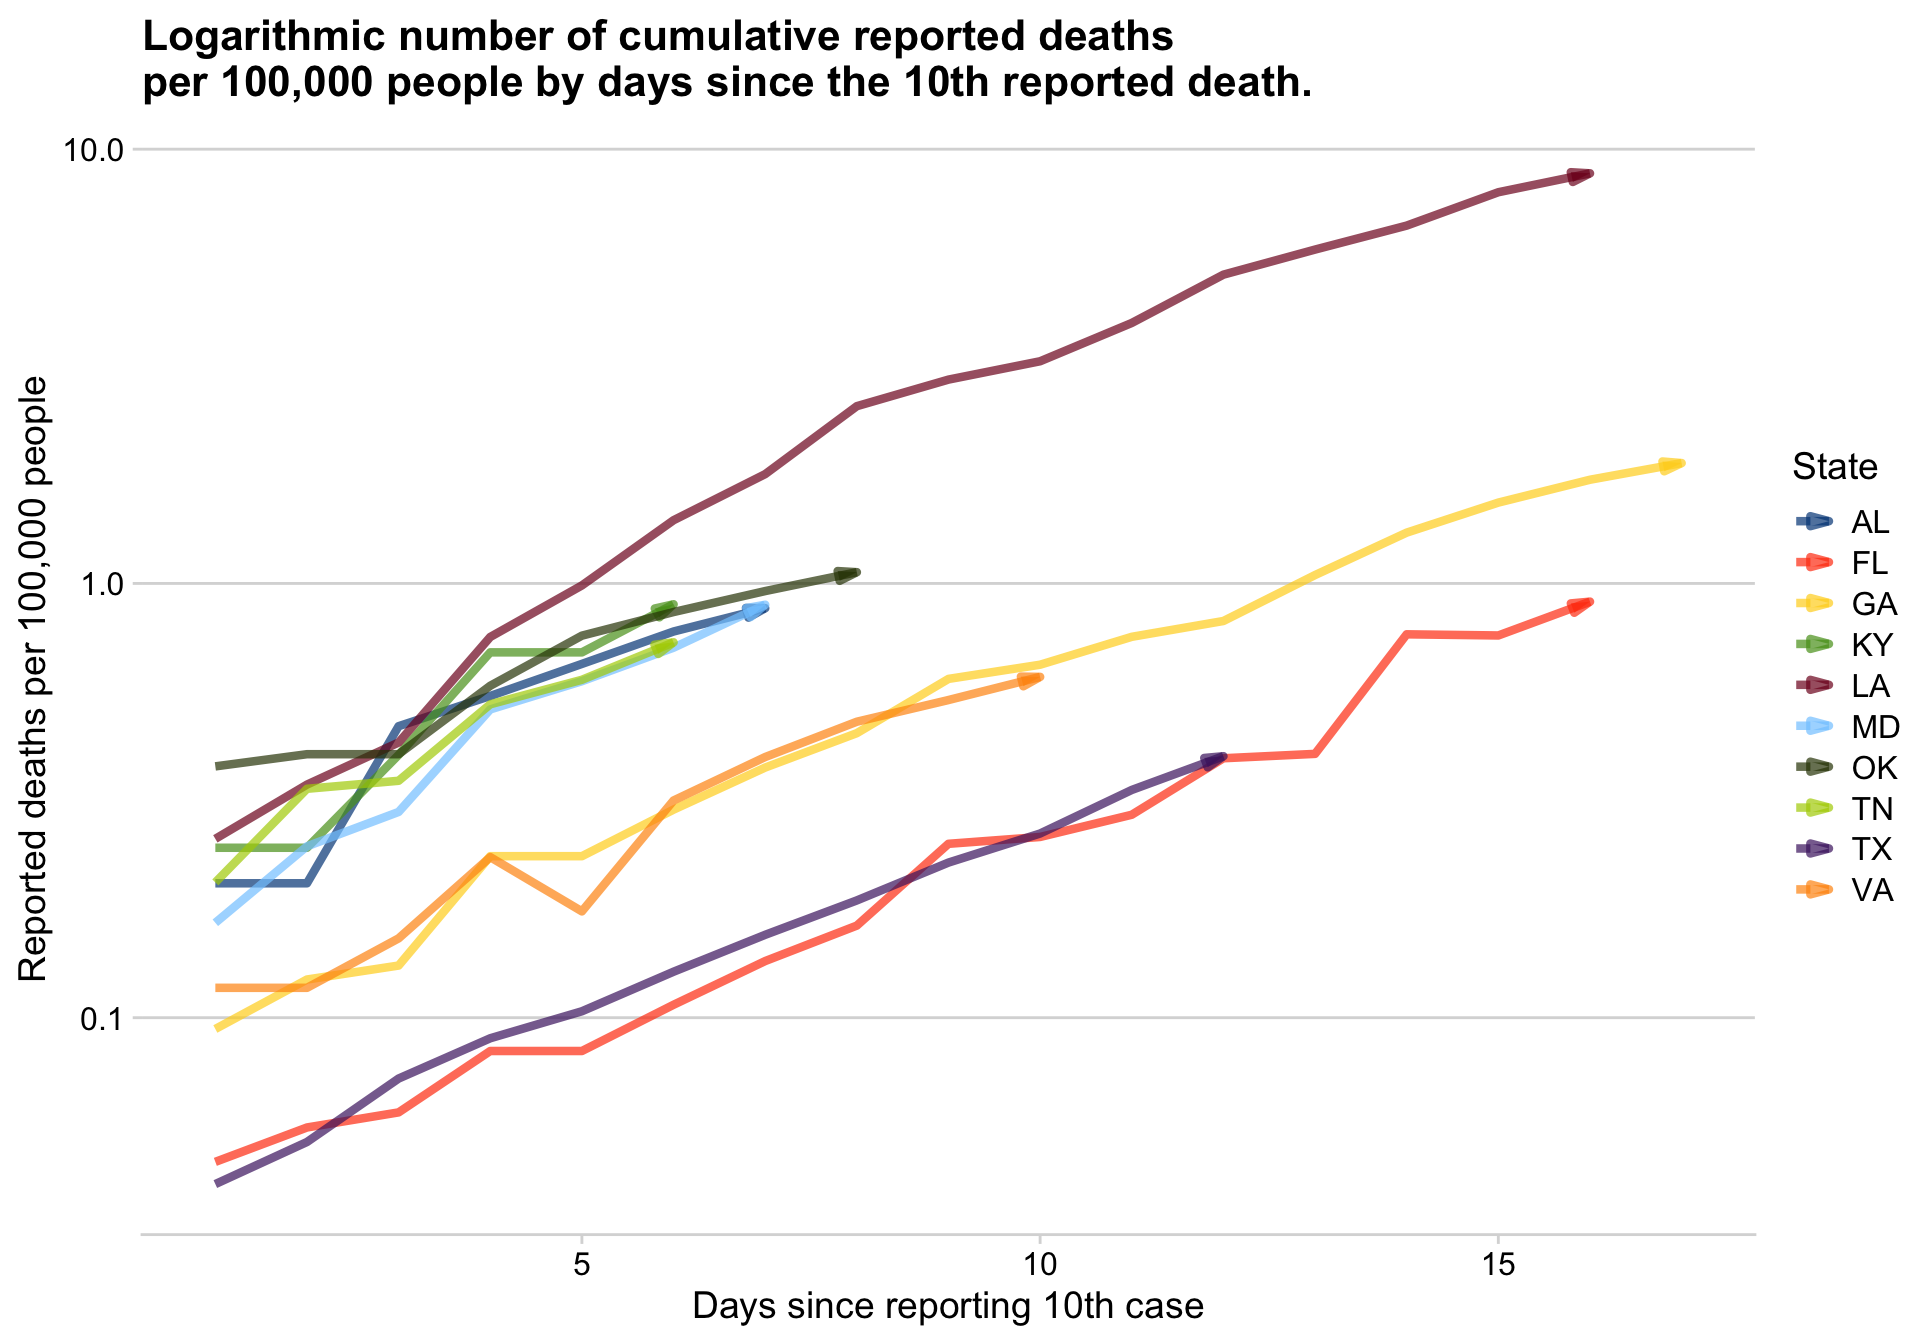 Logarithmic number of cumulative reported deaths
per 100,000 people by days since the 10th reported death.
10.0
1.0
0.1
Reported deaths per 100,000 people
5
10
15
Days since reporting 10th case
State
AL
FL
GA
KY
LA
MD
OK
TN
TX
VA